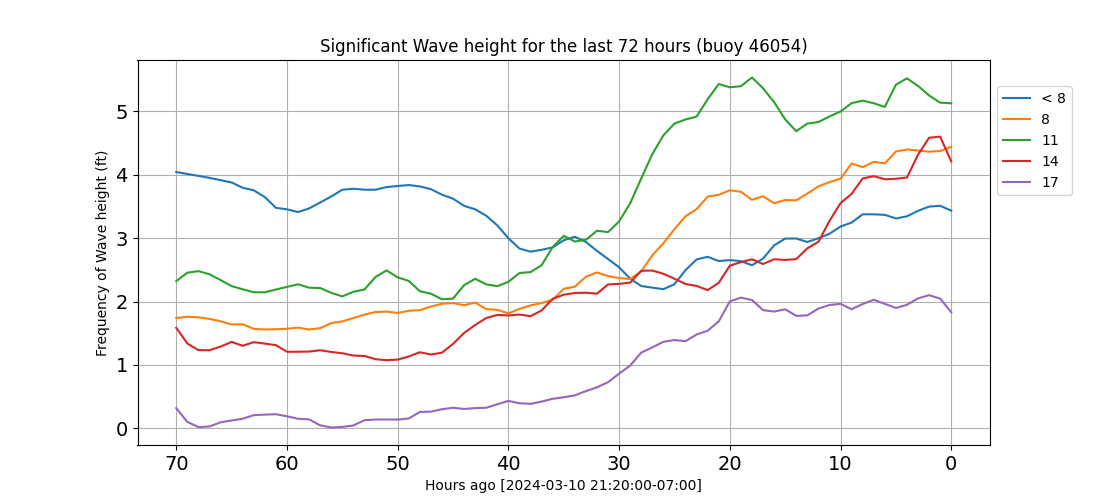 Significant Wave height for the last 72 hours (buoy 46054)
Frequency of Wave height (ft)
5
4
3
2
1
0
70 60 50 40 30 20 10 0
Hours ago [2024-03-10 21:20:00-07:00]
< 8
8
11
14
17